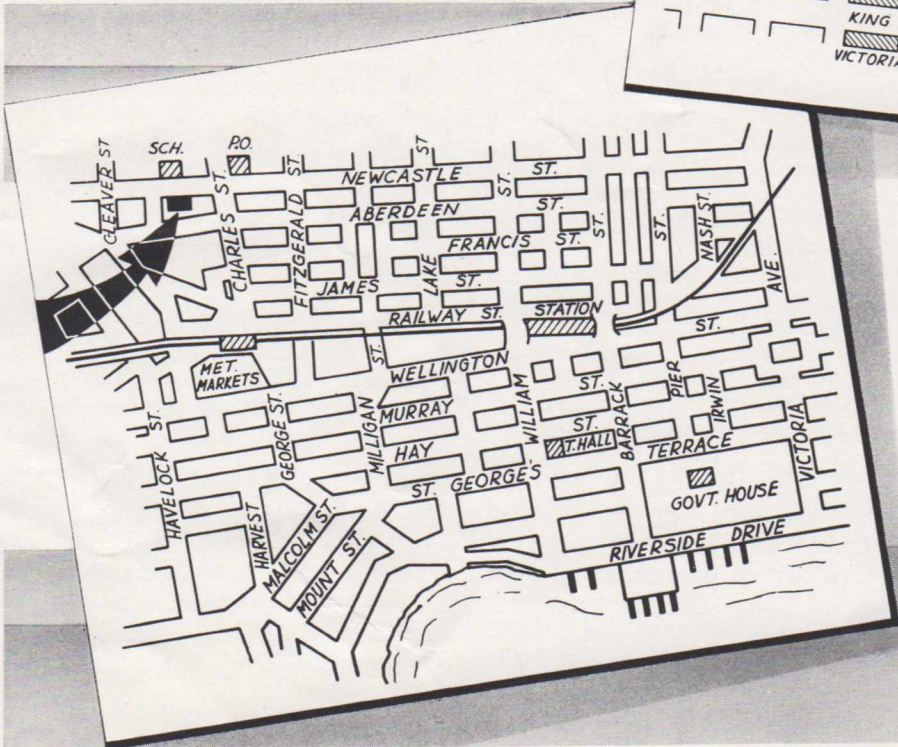 KING
VICTORIA
CLEAVER ST
SCH.
P.O.
ST
ST
NEWCASTLE ST.
CHARLES ST.
FITZGERALD
ABERDEEN ST.
LAKE
FRANCIS ST.
ST.
ST.
ST.
NASH ST.
AVE.
JAMES ST.
RAILWAY ST.
STATION
ST.
MET.
MARKETS
ST.
WELLINGTON ST.
HAVELOCK ST.
GEORGE ST.
MILLIGAN
MURRAY ST.
WILLIAM
BARRACK
PIER
IRWIN
VICTORIA
HAY
T.HALL
ST. GEORGE'S TERRACE
GOVT. HOUSE
HARVEST
MALCOLM ST.
MOUNT ST.
RIVERSIDE DRIVE